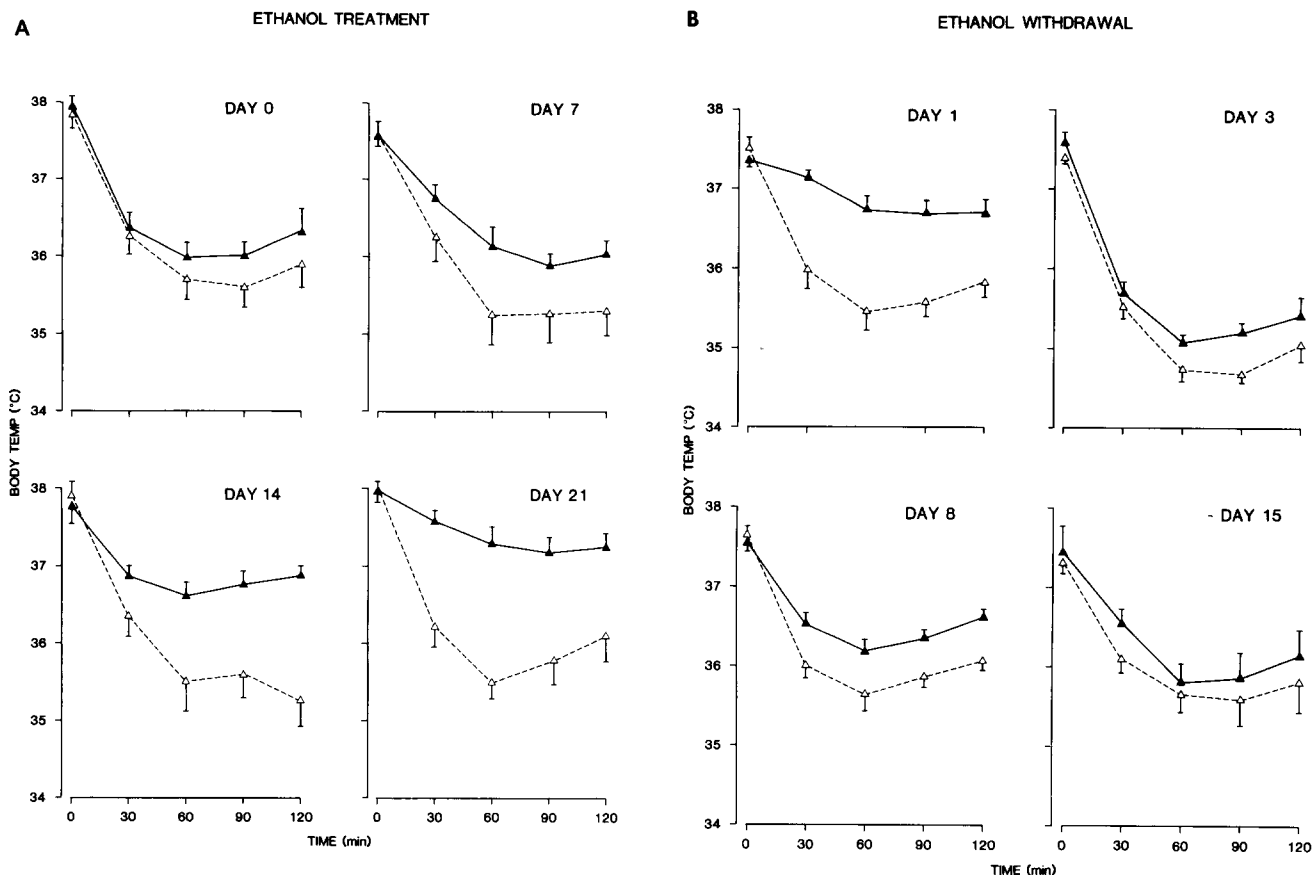 A
ETHANOL TREATMENT
DAY 0
DAY 7
38
37
36
35
34
BODY TEMP (°C)
DAY 14
DAY 21
38
37
36
35
34
0 30 60 90 120
0 30 60 90 120
TIME (min)
B
ETHANOL WITHDRAWAL
DAY 1
DAY 3
38
37
36
35
34
BODY TEMP (°C)
DAY 8
DAY 15
38
37
36
35
34
0 30 60 90 120
0 30 60 90 120
TIME (min)